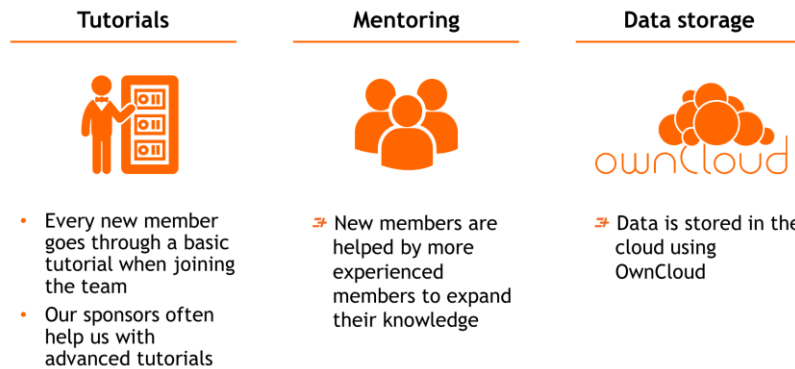 Tutorials
Mentoring
Data storage
ownCloud
• Every new member
goes through a basic
tutorial when joining
the team
• Our sponsors often
help us with
advanced tutorials
New members are
helped by more
experienced
members to expand
their knowledge
Data is stored in the
cloud using
OwnCloud